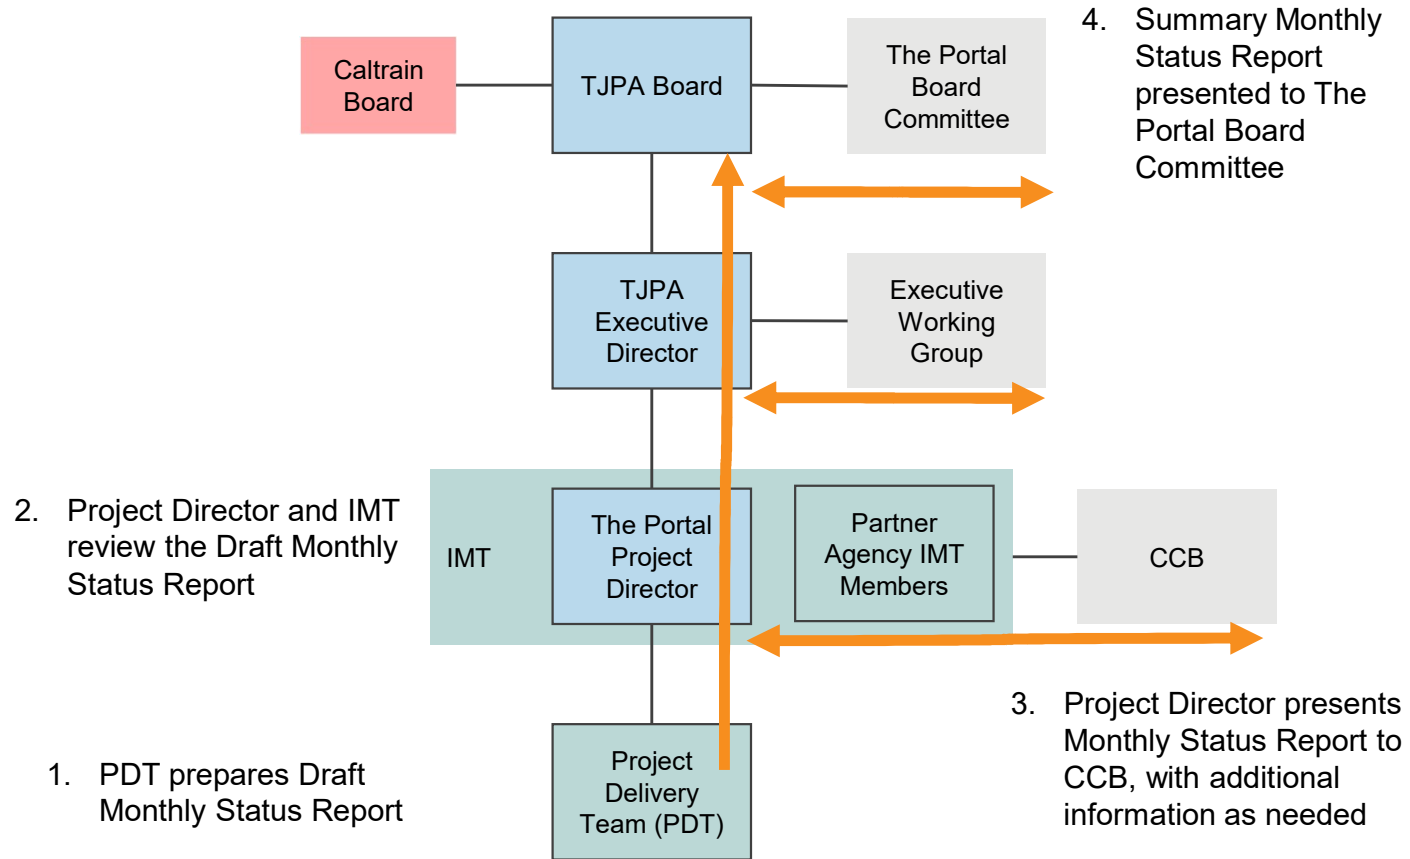 4. Summary Monthly
Status Report
presented to The
Portal Board
Committee
Caltrain
Board
TJPA Board
The Portal
Board
Committee
TJPA
Executive
Director
Executive
Working
Group
2. Project Director and IMT
review the Draft Monthly
Status Report
IMT
The Portal
Project
Director
Partner
Agency IMT
Members
CCB
3. Project Director presents
Monthly Status Report to
CCB, with additional
information as needed
1. PDT prepares Draft
Monthly Status Report
Project
Delivery
Team (PDT)